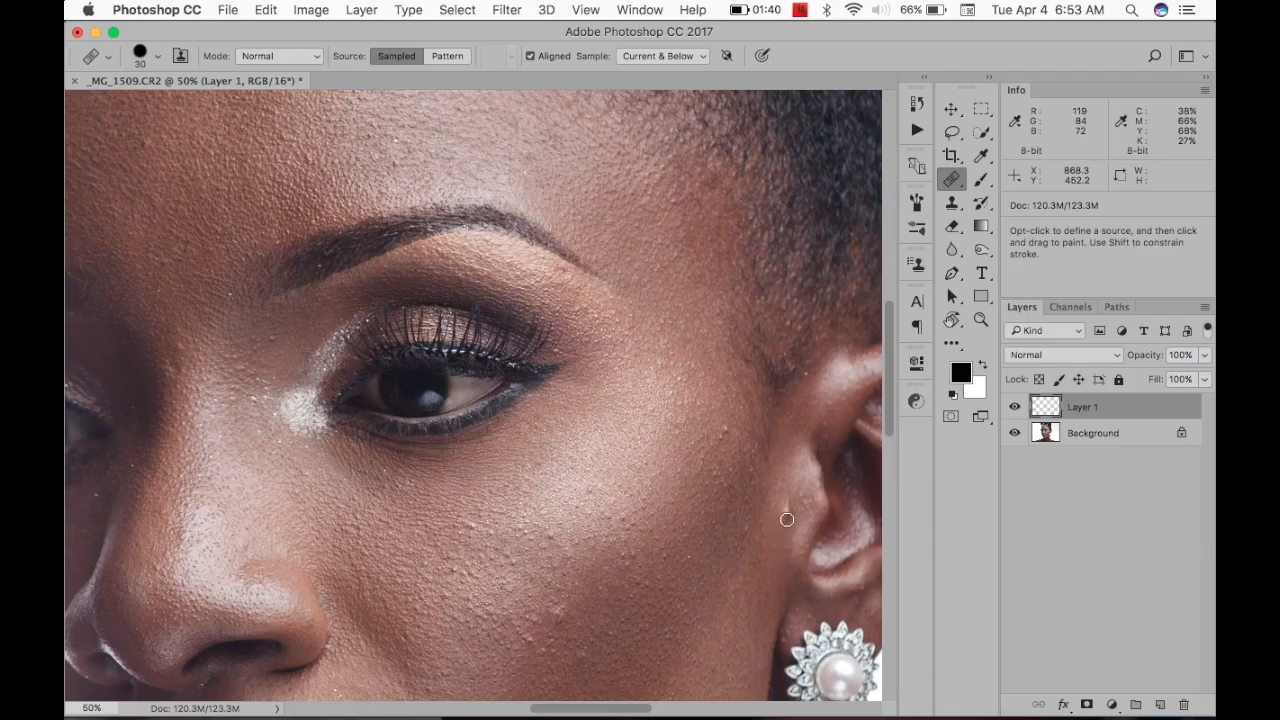 Photoshop CC File Edit Image Layer Type Select Filter 3D View Window Help 01:40 66% Tue Apr 4 6:53 AM
Adobe Photoshop CC 2017
30 Mode: Normal Source: Sampled Pattern Aligned Sample: Current & Below
_MG_1509.CR2 @ 50% (Layer 1, RGB/16*) *
Info
R: 119 C: 38%
G: 84 M: 66%
B: 72 Y: 68%
K: 27%
8-bit 8-bit
X: 868.3 W:
Y: 452.2 H:
Doc: 120.3M/123.3M
Opt-click to define a source, and then click
and drag to paint. Use Shift to constrain
stroke.
Layers Channels Paths
Kind
Normal Opacity: 100%
Lock: Fill: 100%
Layer 1
Background
50% Doc: 120.3M/123.3M